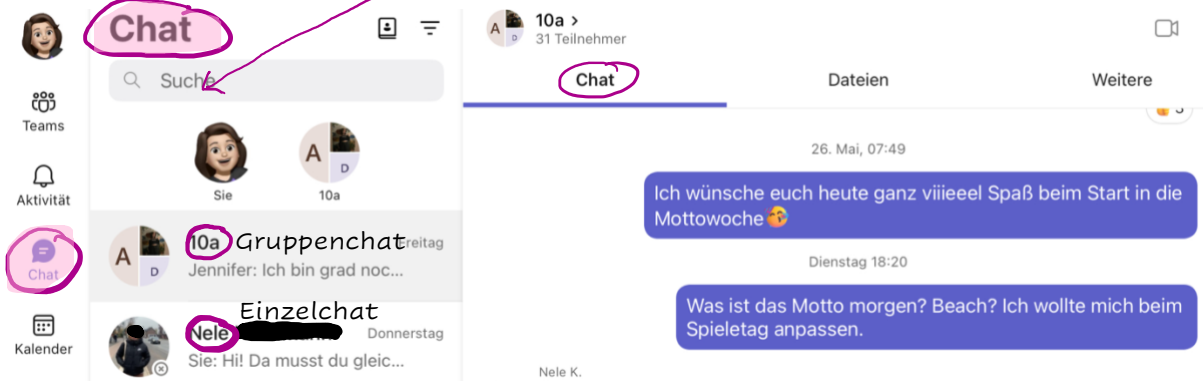 Teams
Aktivität
Chat
Kalender
Chat
Suche
Sie
10a
A
D
A
D
10a Gruppenchat Freitag
Jennifer: Ich bin grad noc...
A
D
Einzelchat
Nele Donnerstag
Sie: Hi! Da musst du gleic...
A
D
10a >
31 Teilnehmer
Chat Dateien Weitere
26. Mai, 07:49
Ich wünsche euch heute ganz viiieeel Spaß beim Start in die
Mottowoche
Dienstag 18:20
Was ist das Motto morgen? Beach? Ich wollte mich beim
Spieletag anpassen.
Nele K.